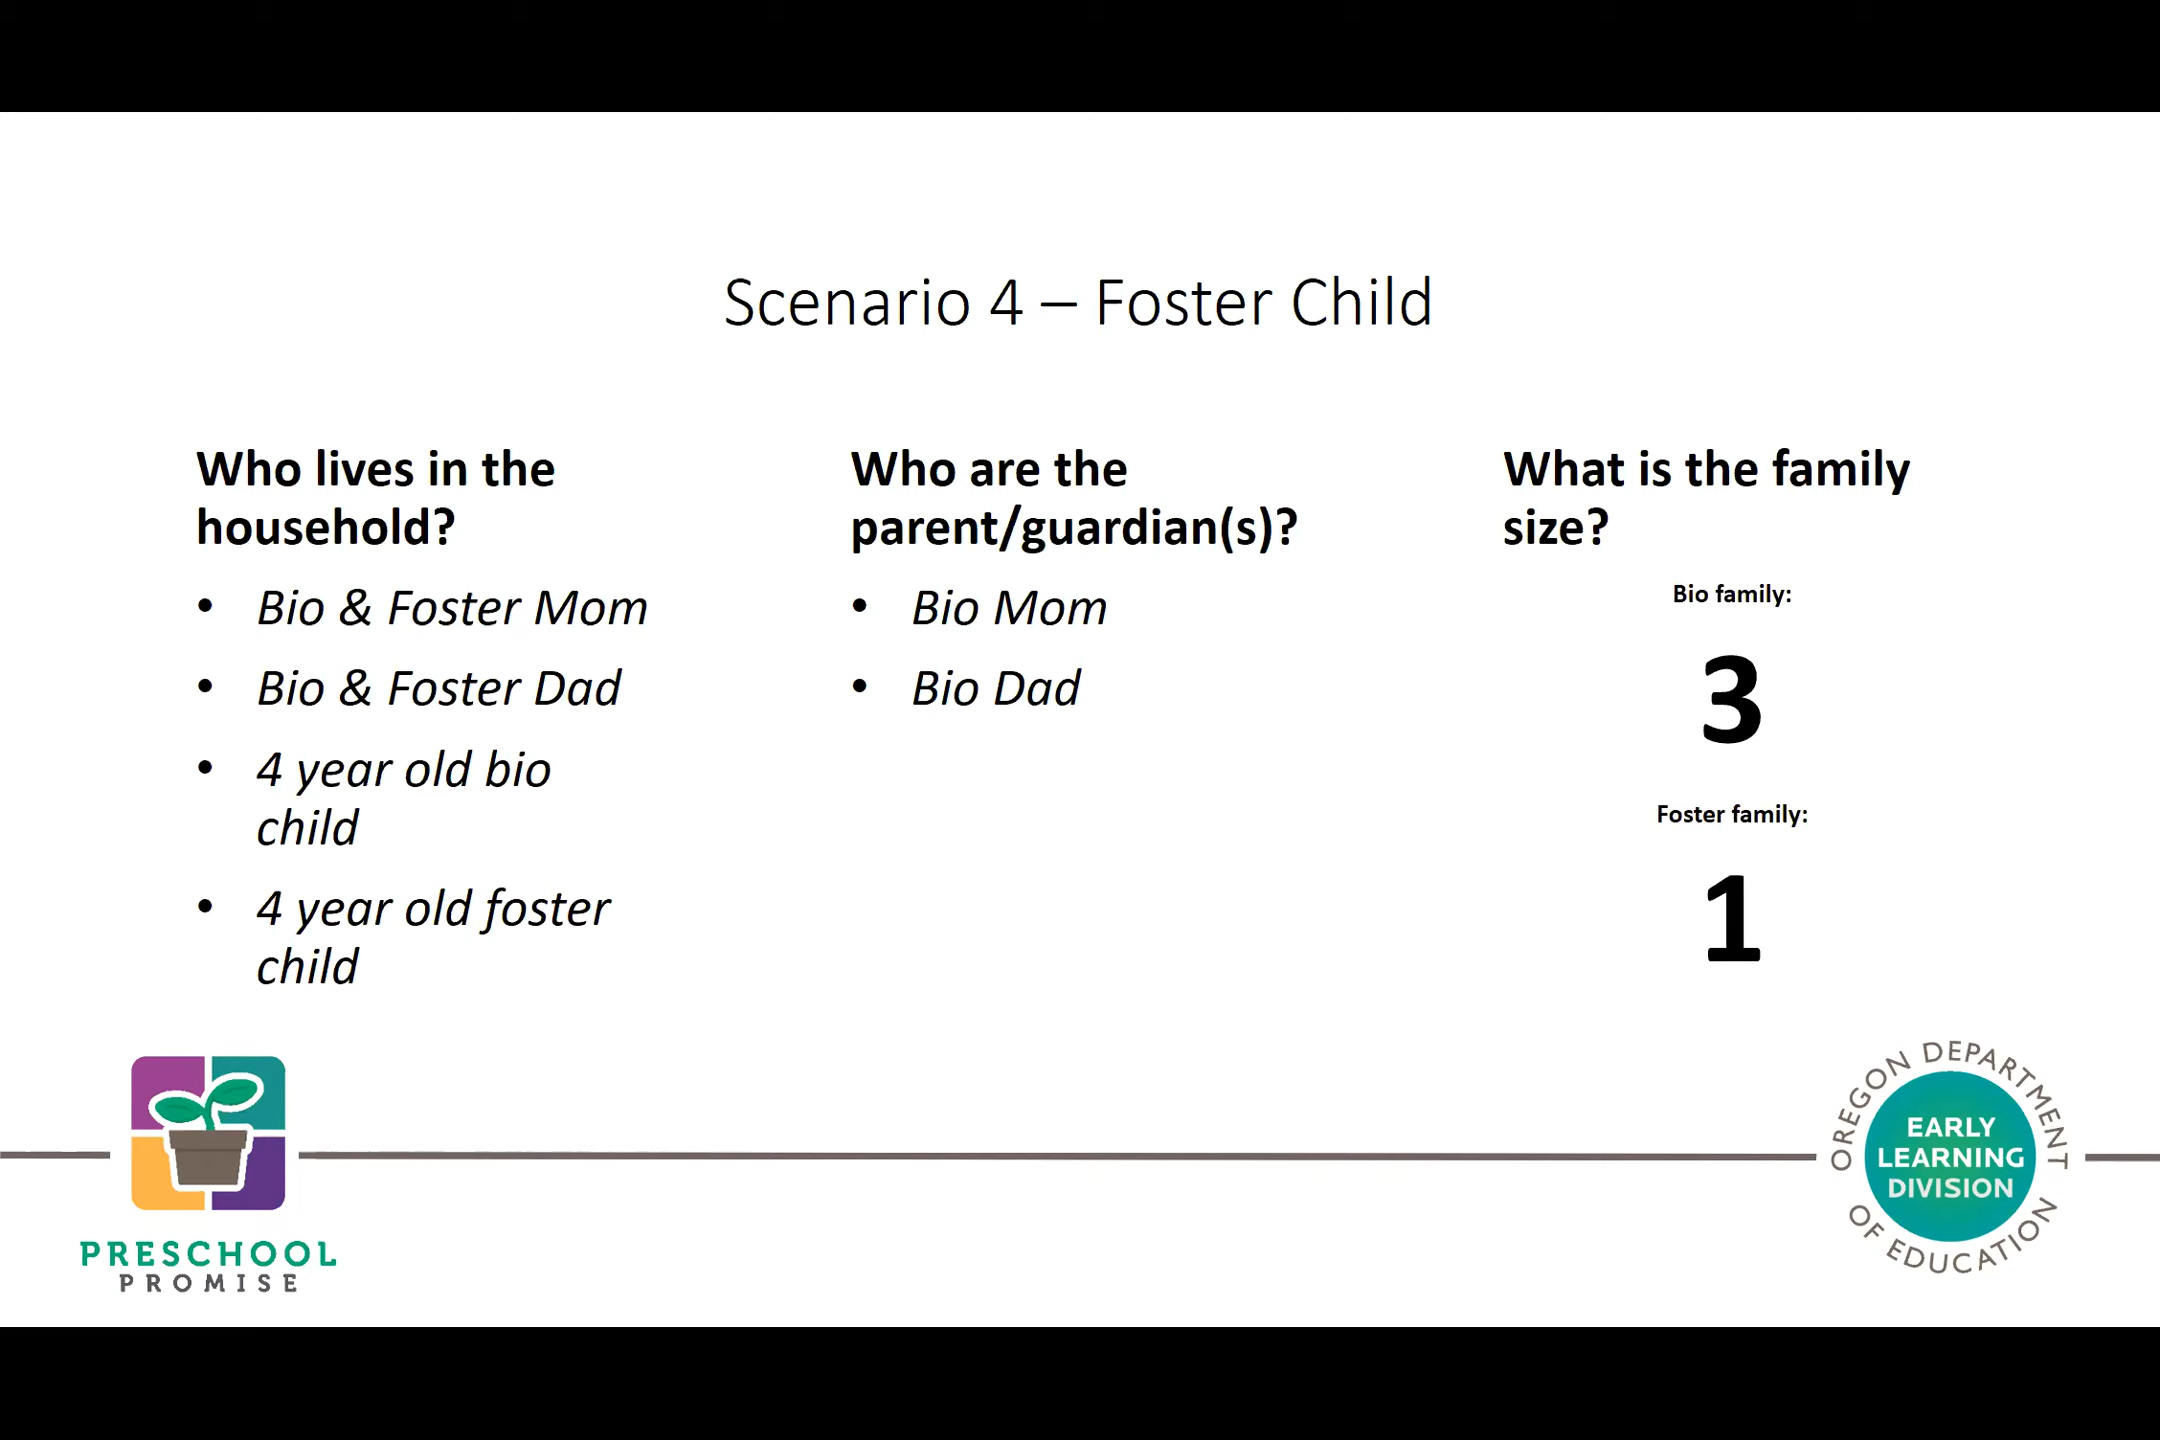 Scenario 4 – Foster Child
Who lives in the
household?
• Bio & Foster Mom
• Bio & Foster Dad
• 4 year old bio
child
• 4 year old foster
child
Who are the
parent/guardian(s)?
• Bio Mom
• Bio Dad
What is the family
size?
Bio family:
3
Foster family:
1
PRESCHOOL
PROMISE
OREGON DEPARTMENT
OF EDUCATION
EARLY
LEARNING
DIVISION